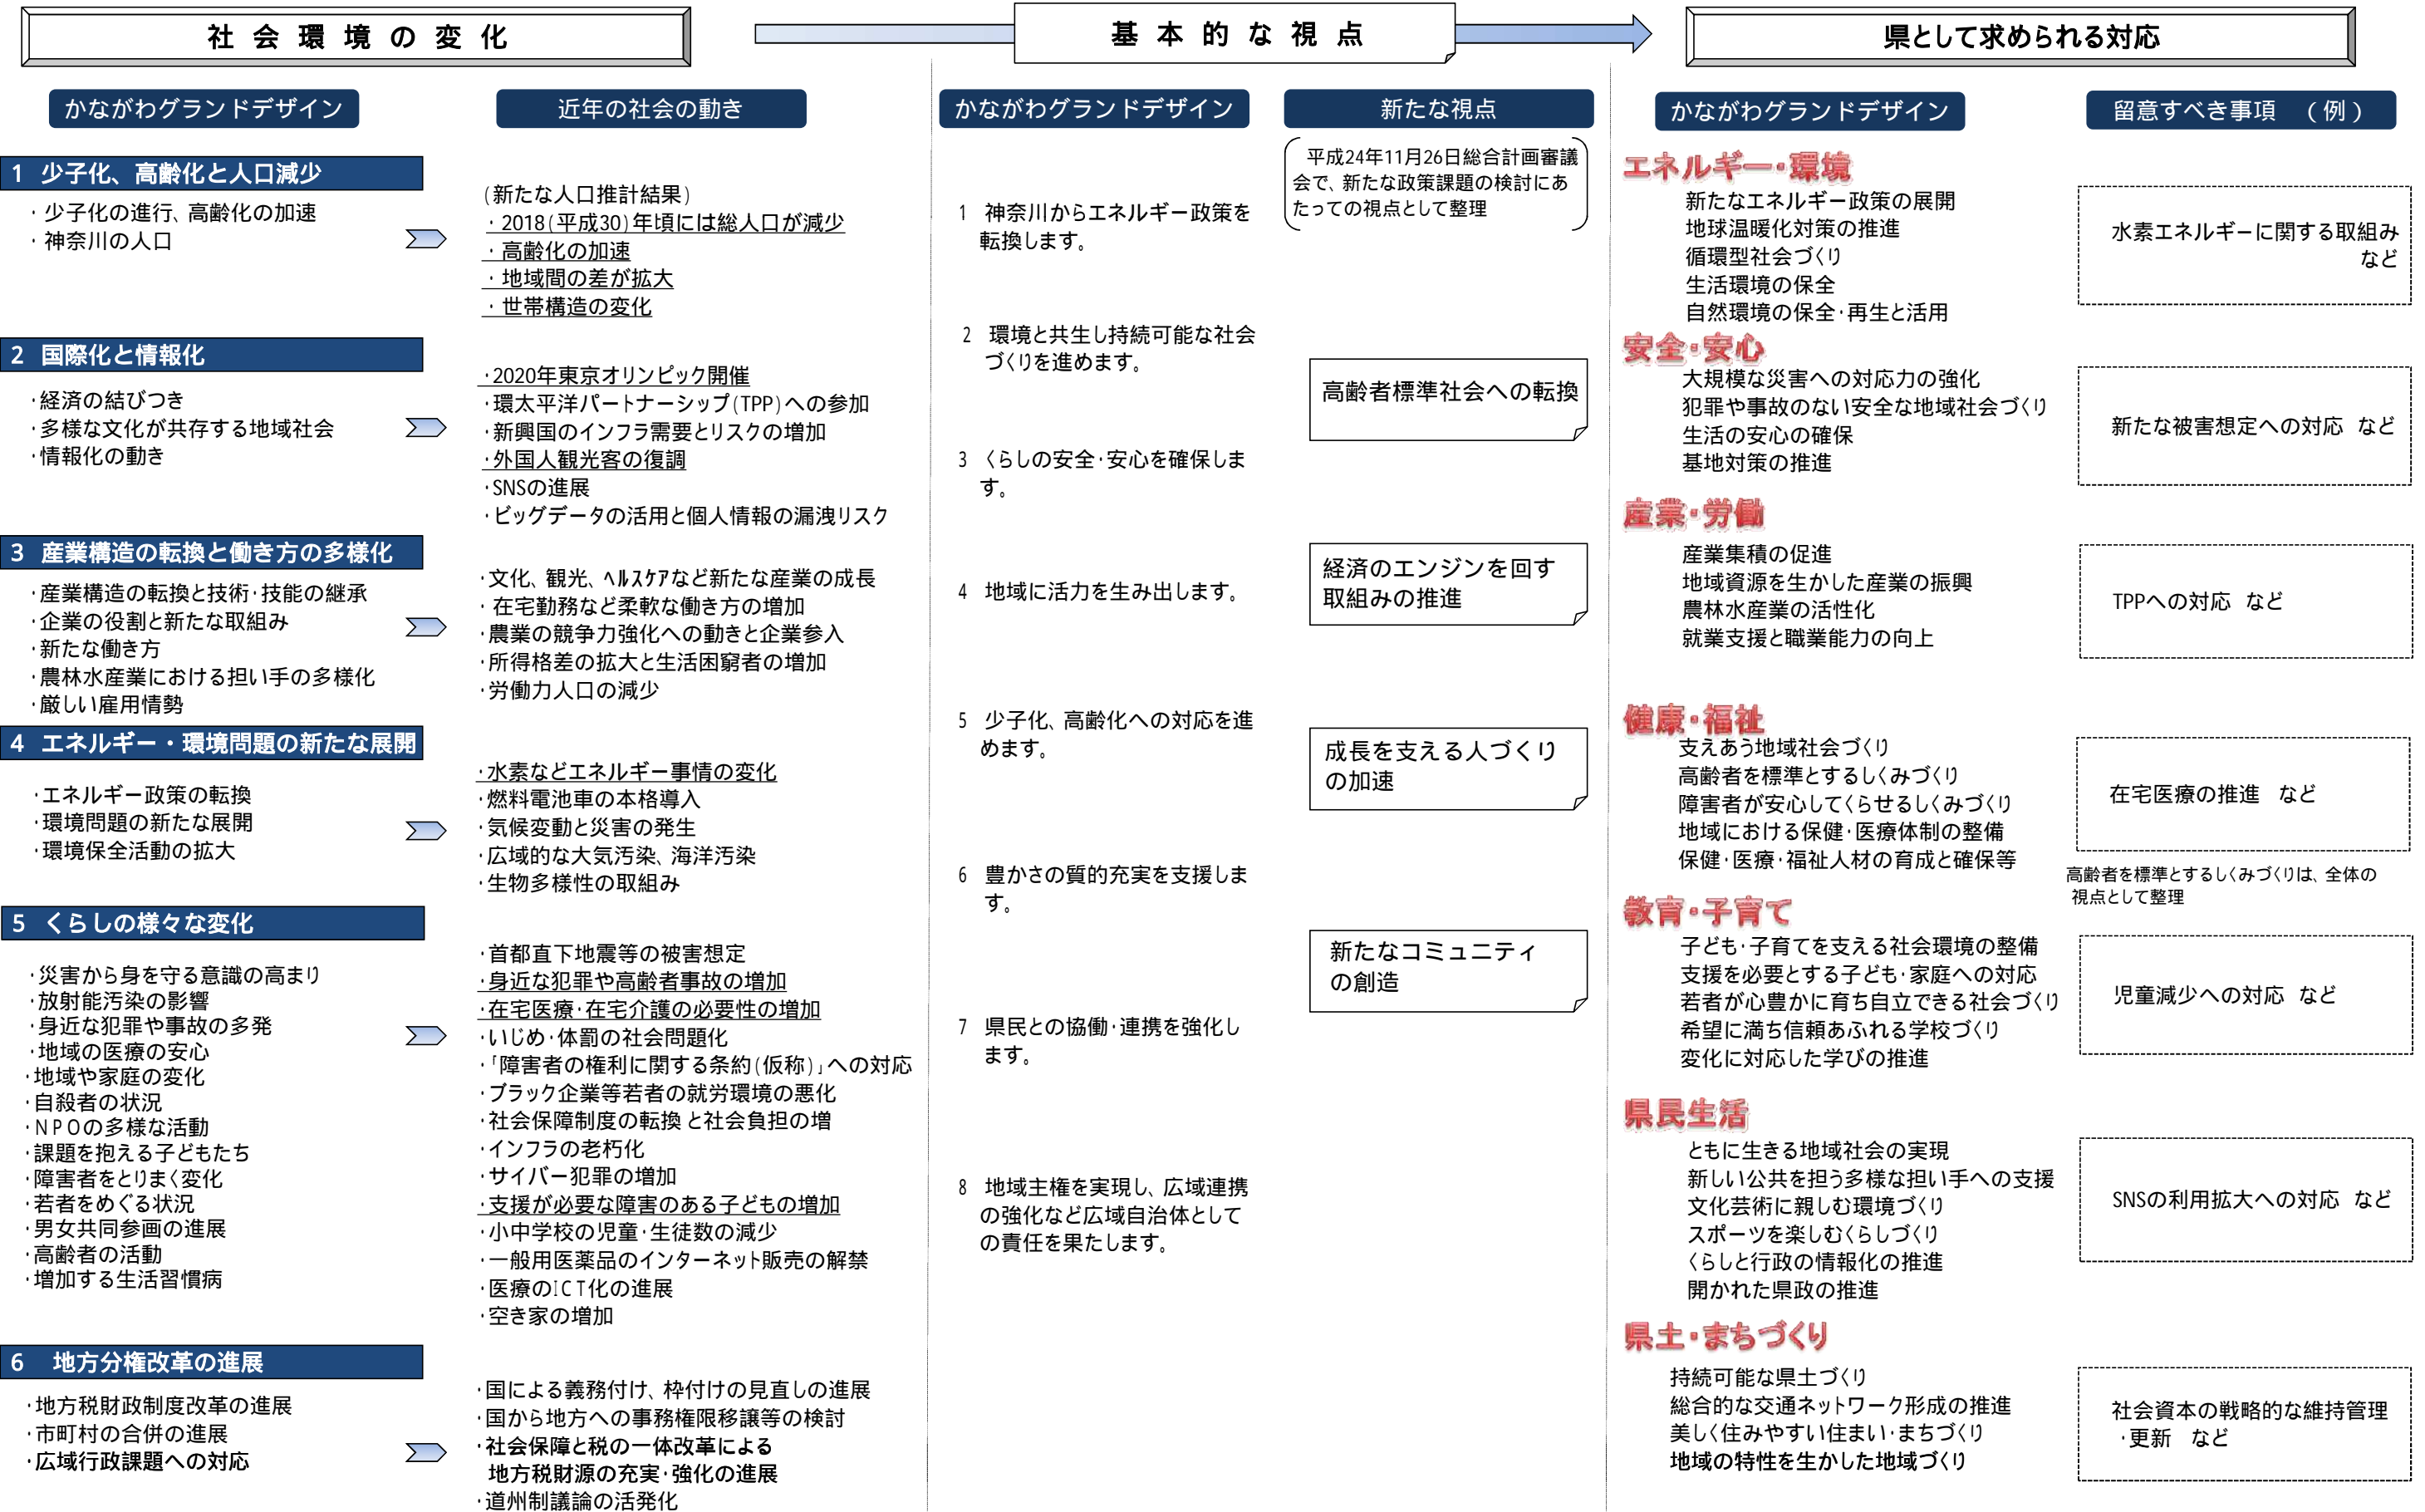 社会環境の変化
基本的な視点
県として求められる対応
かながわグランドデザイン
近年の社会の動き
かながわグランドデザイン
新たな視点
かながわグランドデザイン
留意すべき事項　（例）
1 少子化、高齢化と人口減少
・少子化の進行、高齢化の加速
・神奈川の人口
(新たな人口推計結果)
・2018(平成30)年頃には総人口が減少
・高齢化の加速
・地域間の差が拡大
・世帯構造の変化
2 国際化と情報化
・経済の結びつき
・多様な文化が共存する地域社会
・情報化の動き
・2020年東京オリンピック開催
・環太平洋パートナーシップ(TPP)への参加
・新興国のインフラ需要とリスクの増加
・外国人観光客の復調
・SNSの進展
・ビッグデータの活用と個人情報の漏洩リスク
3 産業構造の転換と働き方の多様化
・産業構造の転換と技術・技能の継承
・企業の役割と新たな取組み
・新たな働き方
・農林水産業における担い手の多様化
・厳しい雇用情勢
・文化、観光、ヘルスケアなど新たな産業の成長
・在宅勤務など柔軟な働き方の増加
・農業の競争力強化への動きと企業参入
・所得格差の拡大と生活困窮者の増加
・労働力人口の減少
4 エネルギー・環境問題の新たな展開
・エネルギー政策の転換
・環境問題の新たな展開
・環境保全活動の拡大
・水素などエネルギー事情の変化
・燃料電池車の本格導入
・気候変動と災害の発生
・広域的な大気汚染、海洋汚染
・生物多様性の取組み
5 くらしの様々な変化
・災害から身を守る意識の高まり
・放射能汚染の影響
・身近な犯罪や事故の多発
・地域の医療の安心
・地域や家庭の変化
・自殺者の状況
・NPOの多様な活動
・課題を抱える子どもたち
・障害者をとりまく変化
・若者をめぐる状況
・男女共同参画の進展
・高齢者の活動
・増加する生活習慣病
・首都直下地震等の被害想定
・身近な犯罪や高齢者事故の増加
・在宅医療・在宅介護の必要性の増加
・いじめ・体罰の社会問題化
・「障害者の権利に関する条約(仮称)」への対応
・ブラック企業等若者の就労環境の悪化
・社会保障制度の転換と社会負担の増
・インフラの老朽化
・サイバー犯罪の増加
・支援が必要な障害のある子どもの増加
・小中学校の児童・生徒数の減少
・一般用医薬品のインターネット販売の解禁
・医療のICT化の進展
・空き家の増加
6 地方分権改革の進展
・地方税財政制度改革の進展
・市町村の合併の進展
・広域行政課題への対応
・国による義務付け、枠付けの見直しの進展
・国から地方への事務権限移譲等の検討
・社会保障と税の一体改革による
地方税財源の充実・強化の進展
・道州制議論の活発化
1 神奈川からエネルギー政策を
転換します。
2 環境と共生し持続可能な社会
づくりを進めます。
3 くらしの安全・安心を確保しま
す。
4 地域に活力を生み出します。
5 少子化、高齢化への対応を進
めます。
6 豊かさの質的充実を支援しま
す。
7 県民との協働・連携を強化し
ます。
8 地域主権を実現し、広域連携
の強化など広域自治体として
の責任を果たします。
平成24年11月26日総合計画審議
会で、新たな政策課題の検討にあ
たっての視点として整理
高齢者標準社会への転換
経済のエンジンを回す
取組みの推進
成長を支える人づくり
の加速
新たなコミュニティ
の創造
エネルギー・環境
新たなエネルギー政策の展開
地球温暖化対策の推進
循環型社会づくり
生活環境の保全
自然環境の保全・再生と活用
水素エネルギーに関する取組み
など
安全・安心
大規模な災害への対応力の強化
犯罪や事故のない安全な地域社会づくり
生活の安心の確保
基地対策の推進
新たな被害想定への対応 など
産業・労働
産業集積の促進
地域資源を生かした産業の振興
農林水産業の活性化
就業支援と職業能力の向上
TPPへの対応 など
健康・福祉
支えあう地域社会づくり
高齢者を標準とするしくみづくり
障害者が安心してくらせるしくみづくり
地域における保健・医療体制の整備
保健・医療・福祉人材の育成と確保等
在宅医療の推進 など
高齢者を標準とするしくみづくりは、全体の
視点として整理
教育・子育て
子ども・子育てを支える社会環境の整備
支援を必要とする子ども・家庭への対応
若者が心豊かに育ち自立できる社会づくり
希望に満ち信頼あふれる学校づくり
変化に対応した学びの推進
児童減少への対応 など
県民生活
ともに生きる地域社会の実現
新しい公共を担う多様な担い手への支援
文化芸術に親しむ環境づくり
スポーツを楽しむくらしづくり
くらしと行政の情報化の推進
開かれた県政の推進
SNSの利用拡大への対応 など
県土・まちづくり
持続可能な県土づくり
総合的な交通ネットワーク形成の推進
美しく住みやすい住まい・まちづくり
地域の特性を生かした地域づくり
社会資本の戦略的な維持管理
・更新 など